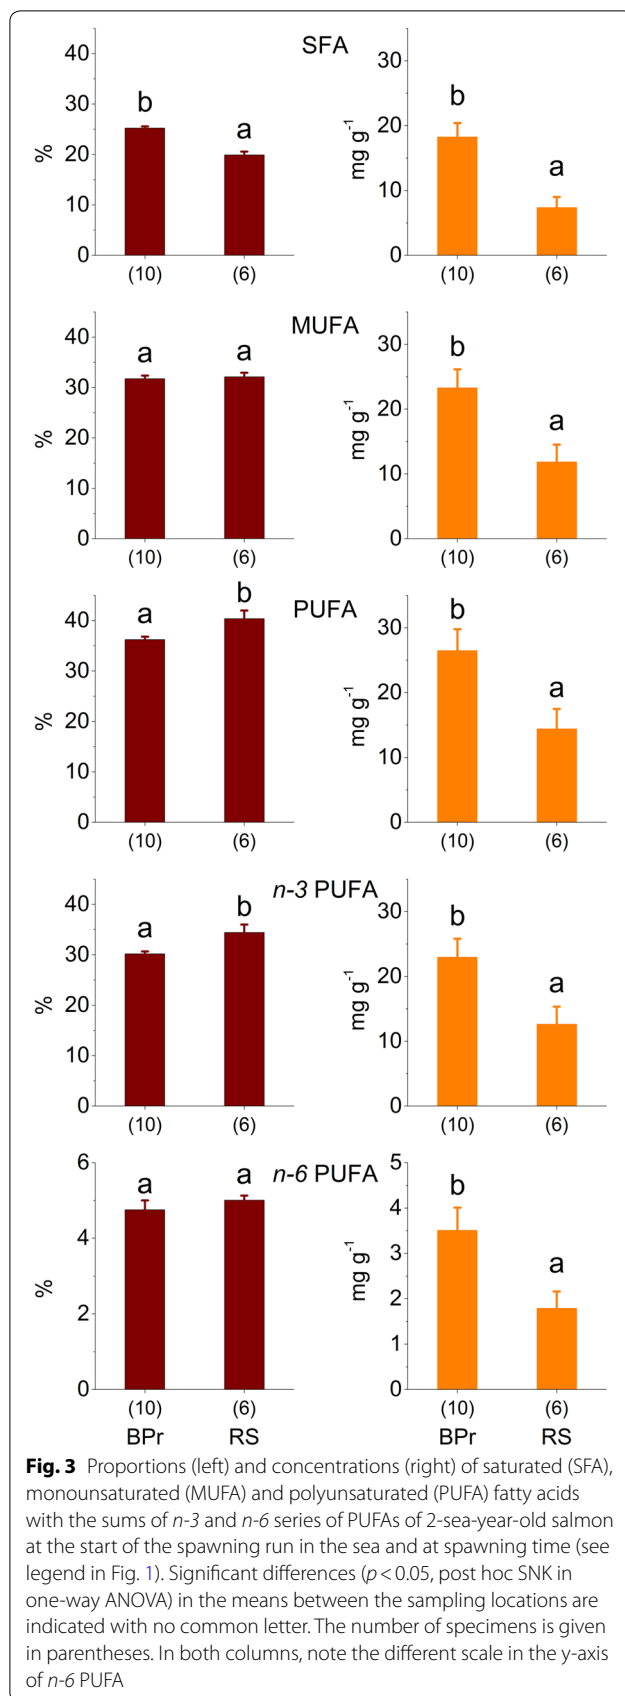 SFA
40
30
20
10
0
%
b
a
(10)
(6)
30
20
10
0
mg g⁻¹
b
a
(10)
(6)
MUFA
40
30
20
10
0
%
a
a
(10)
(6)
30
20
10
0
mg g⁻¹
b
a
(10)
(6)
PUFA
40
30
20
10
0
%
a
b
(10)
(6)
30
20
10
0
mg g⁻¹
b
a
(10)
(6)
n-3 PUFA
40
30
20
10
0
%
a
b
(10)
(6)
30
20
10
0
mg g⁻¹
b
a
(10)
(6)
n-6 PUFA
6
4
2
0
%
a
a
(10)
(6)
BPr
RS
5
4
3
2
1
0
mg g⁻¹
b
a
(10)
(6)
BPr
RS
Fig. 3 Proportions (left) and concentrations (right) of saturated (SFA),
monounsaturated (MUFA) and polyunsaturated (PUFA) fatty acids
with the sums of n-3 and n-6 series of PUFAs of 2-sea-year-old salmon
at the start of the spawning run in the sea and at spawning time (see
legend in Fig. 1). Significant differences (p < 0.05, post hoc SNK in
one-way ANOVA) in the means between the sampling locations are
indicated with no common letter. The number of specimens is given
in parentheses. In both columns, note the different scale in the y-axis
of n-6 PUFA